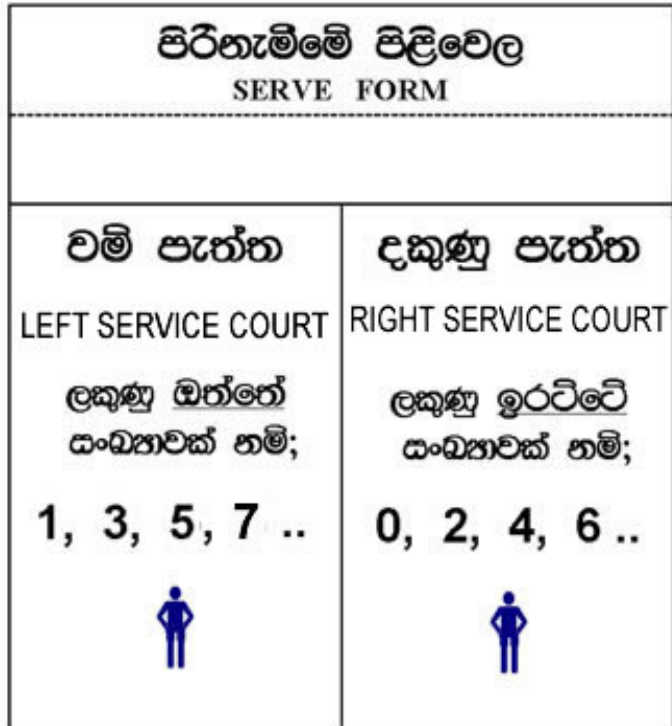 පිරිනැමීමේ පිළිවෙල
SERVE FORM
වම් පැත්ත
LEFT SERVICE COURT
ලකුණු ඔත්තේ
සංඛ්‍යාවක් නම්;
1, 3, 5, 7 ..
දකුණු පැත්ත
RIGHT SERVICE COURT
ලකුණු ඉරට්ටේ
සංඛ්‍යාවක් නම්;
0, 2, 4, 6 ..